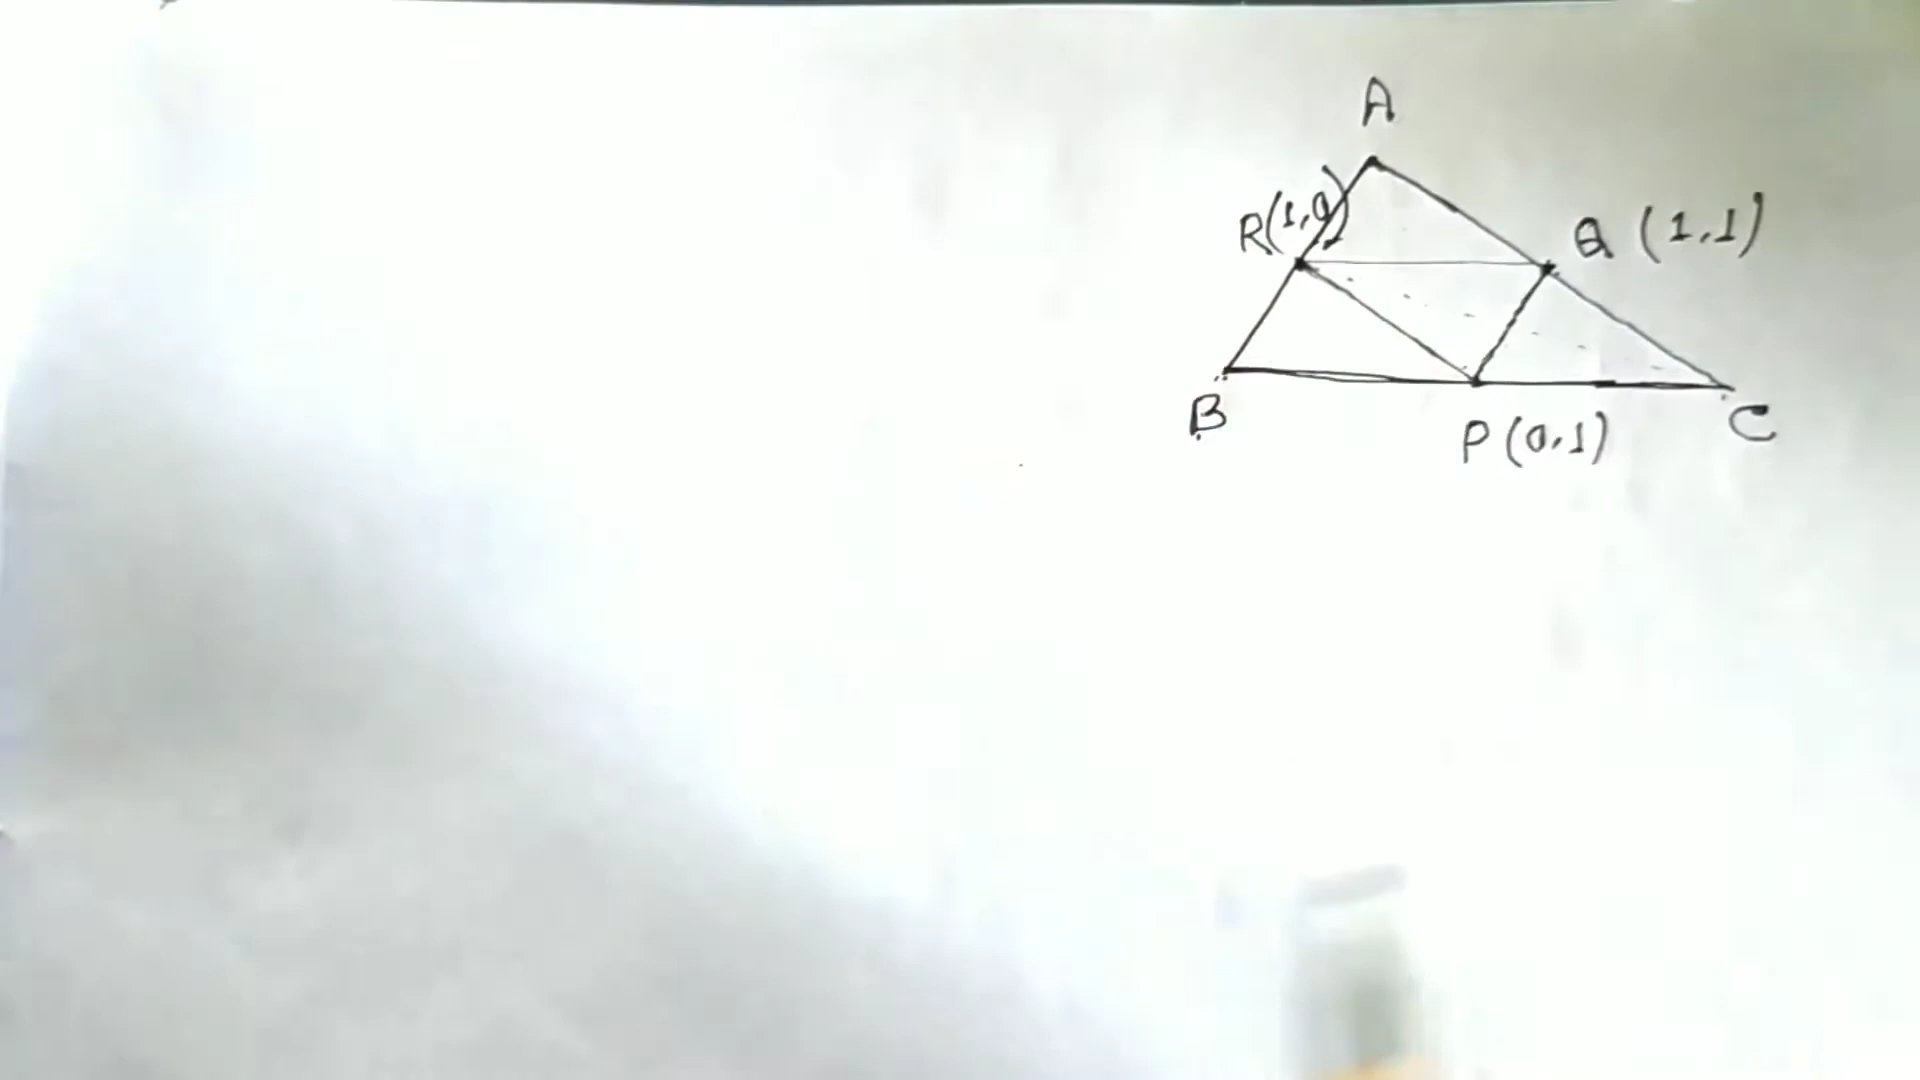 A
R(1,0)
Q (1,1)
B
P(0,1)
C